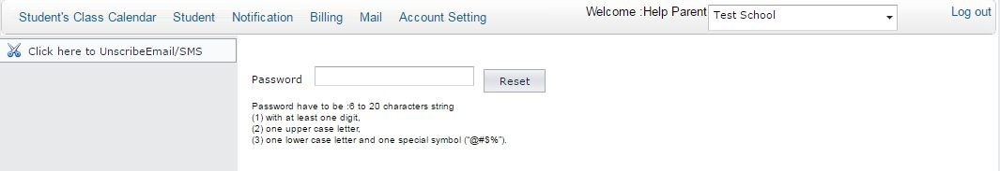 Student's Class Calendar Student Notification Billing Mail Account Setting Welcome :Help Parent Test School Log out
Click here to UnscribeEmail/SMS
Password Reset
Password have to be :6 to 20 characters string
(1) with at least one digit,
(2) one upper case letter,
(3) one lower case letter and one special symbol (“@#$%”).